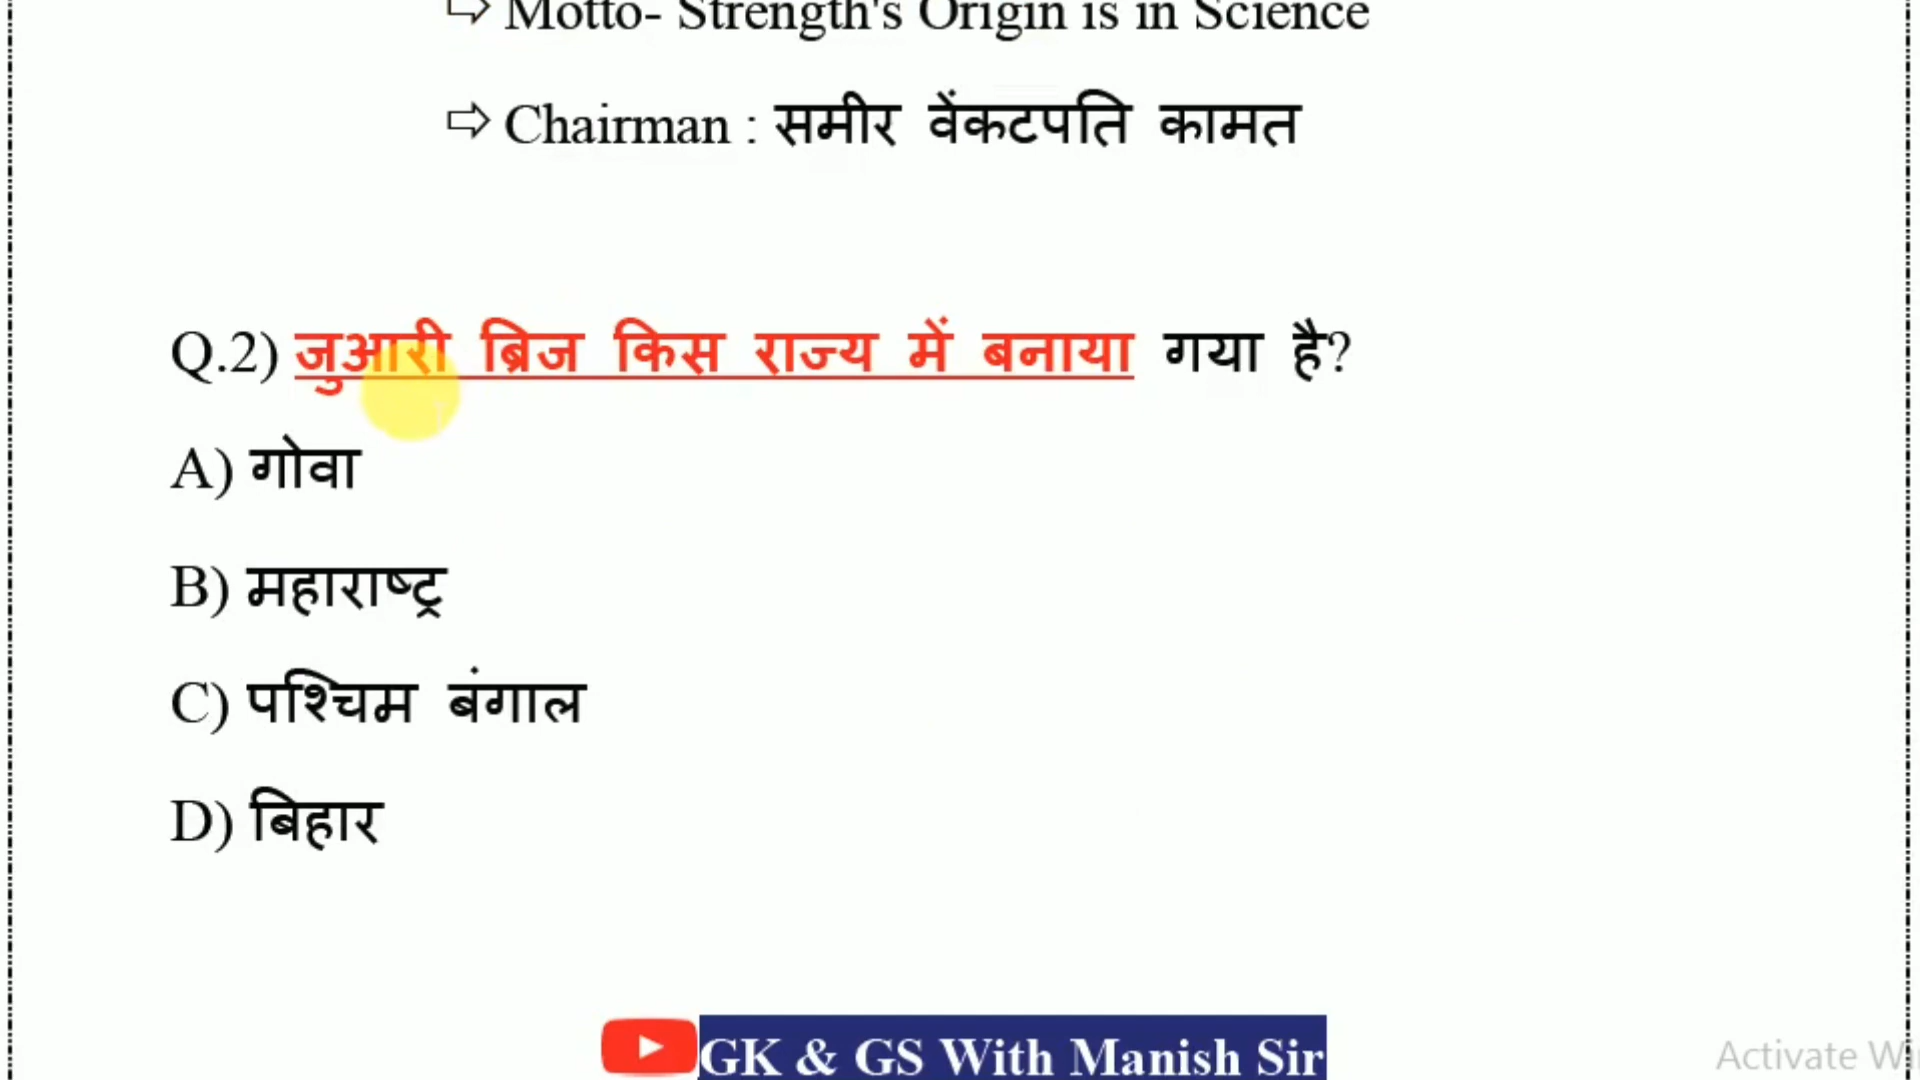 ⇨ Motto- Strength's Origin is in Science
⇨ Chairman : समीर वेंकटपति कामत
Q.2) जुआरी ब्रिज किस राज्य में बनाया गया है?
A) गोवा
B) महाराष्ट्र
C) पश्चिम बंगाल
D) बिहार
GK & GS With Manish Sir
Activate